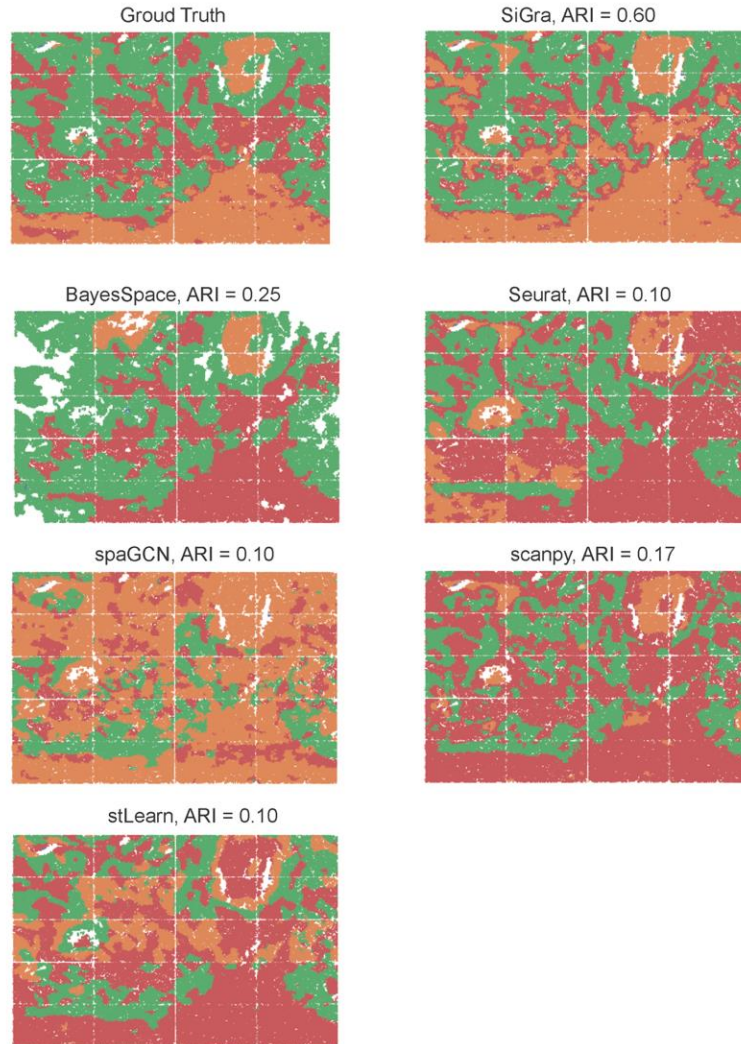 Groud Truth
SiGra, ARI = 0.60
BayesSpace, ARI = 0.25
Seurat, ARI = 0.10
spaGCN, ARI = 0.10
scanpy, ARI = 0.17
stLearn, ARI = 0.10